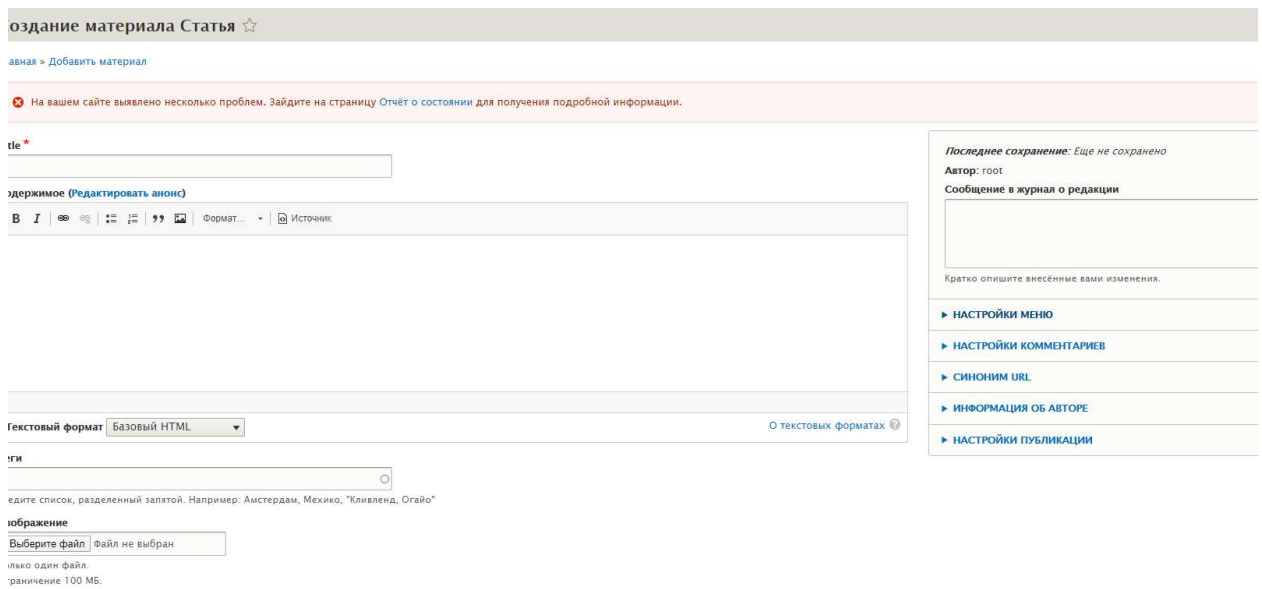 оздание материала Статья
авная » Добавить материал
На вашем сайте выявлено несколько проблем. Зайдите на страницу Отчёт о состоянии для получения подробной информации.
tle *
одержимое (Редактировать анонс)
B I Формат... Источник
Текстовый формат Базовый HTML
О текстовых форматах
еги
едите список, разделенный запятой. Например: Амстердам, Мехико, "Кливленд, Огайо"
зображение
Выберите файл Файл не выбран
олько один файл.
граничение 100 МБ.
Последнее сохранение: Еще не сохранено
Автор: root
Сообщение в журнал о редакции
Кратко опишите внесённые вами изменения.
НАСТРОЙКИ МЕНЮ
НАСТРОЙКИ КОММЕНТАРИЕВ
СИНОНИМ URL
ИНФОРМАЦИЯ ОБ АВТОРЕ
НАСТРОЙКИ ПУБЛИКАЦИИ